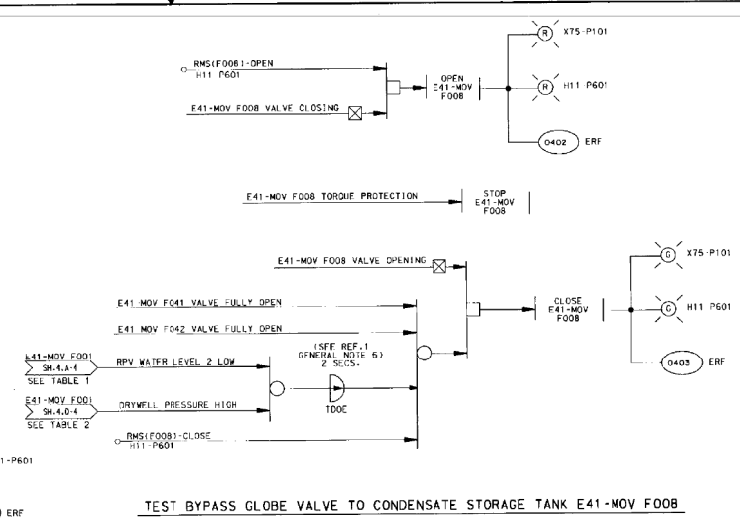 X75-P101
R
RMS(F008)-OPEN
H11 P601
OPEN
E41-MOV
F008
R
H11 P601
E41-MOV F008 VALVE CLOSING
0402
ERF
E41-MOV F008 TORQUE PROTECTION
STOP
E41-MOV
F008
E41-MOV F008 VALVE OPENING
G
X75-P101
E41-MOV F041 VALVE FULLY OPEN
CLOSE
E41-MOV
F008
G
H11 P601
E41 MOV F042 VALVE FULLY OPEN
(SEE REF.1
GENERAL NOTE 6)
2 SECS.
E41-MOV F001
SH.4.A-4
SEE TABLE 1
RPV WATER LEVEL 2 LOW
0403
ERF
TDOE
E41-MOV F001
SH.4.D-4
SEE TABLE 2
DRYWELL PRESSURE HIGH
RMS(F008)-CLOSE
H11-P601
1-P601
ERF
TEST BYPASS GLOBE VALVE TO CONDENSATE STORAGE TANK E41-MOV F008